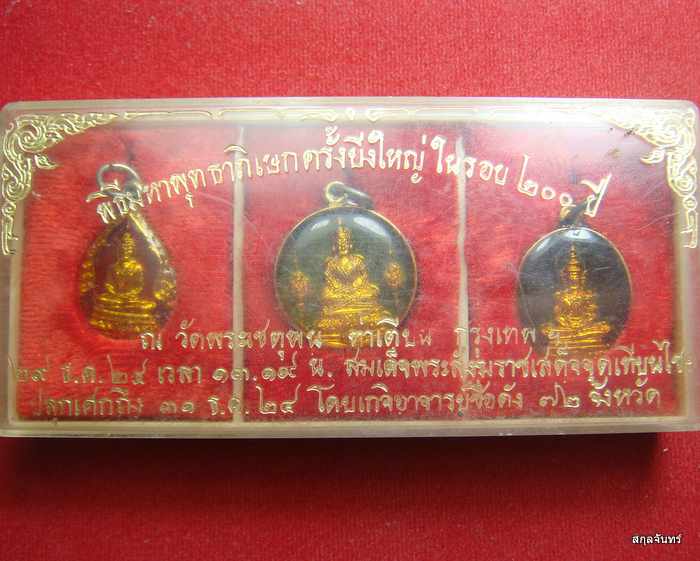 พิธีมหาพุทธาภิเษกครั้งยิ่งใหญ่ ในรอบ ๒๐๐ ปี
ณ วัดพระเชตุพน ท่าเตียน กรุงเทพ ฯ
๒๙ ธ.ค.๒๔ เวลา ๑๓.๑๙ น. สมเด็จพระสังฆราชเสด็จจุดเทียนไชย
ปลุกเศกถึง ๓๑ ธ.ค.๒๔ โดยเกจิอาจารย์ชื่อดัง ๗๒ จังหวัด
สกุลจันทร์